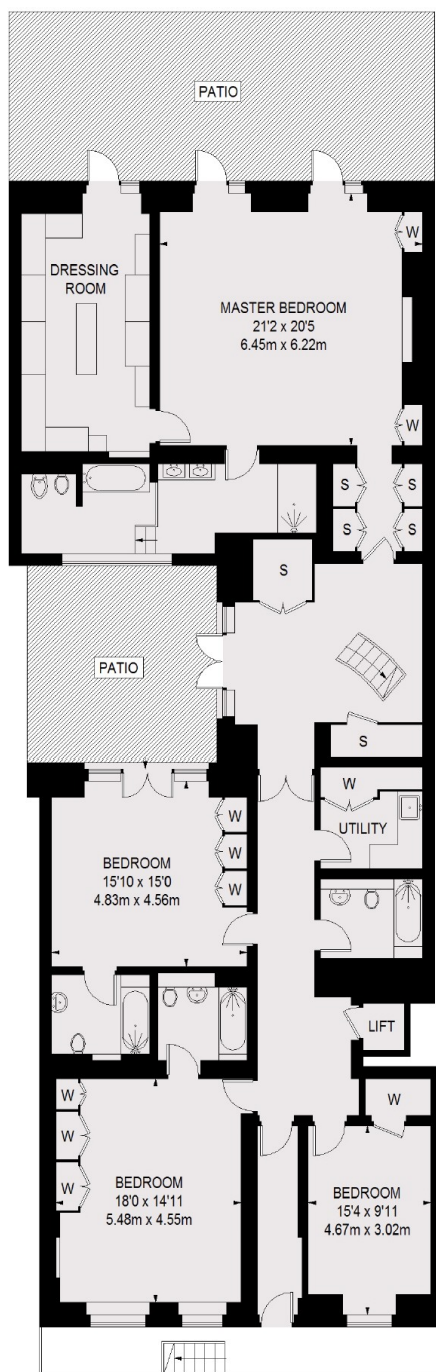 PATIO
DRESSING
ROOM
W
MASTER BEDROOM
21'2 x 20'5
6.45m x 6.22m
W
S
S
S
S
S
PATIO
S
W
UTILITY
W
W
W
BEDROOM
15'10 x 15'0
4.83m x 4.56m
LIFT
W
W
W
W
BEDROOM
18'0 x 14'11
5.48m x 4.55m
BEDROOM
15'4 x 9'11
4.67m x 3.02m